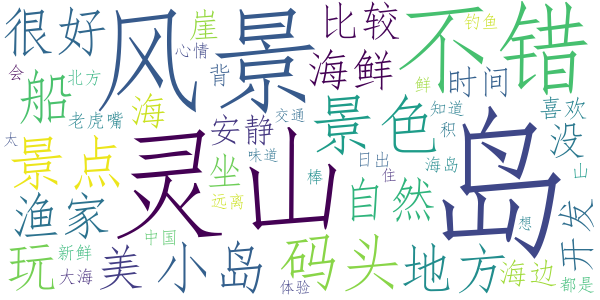 很好 风景 崖 比较 不错 钓鱼
心情 海鲜
会 北方 背 鲜 时间
船 海 知道 喜欢
老虎嘴 安静 交通 景色 积 没
太 灵山 岛
景点 坐 味道 日出 海岛 山
渔家 远离 棒 住 自然 开发
中国 想
玩 新鲜 美 小岛 码头 地方 海边
大海 体验 都是